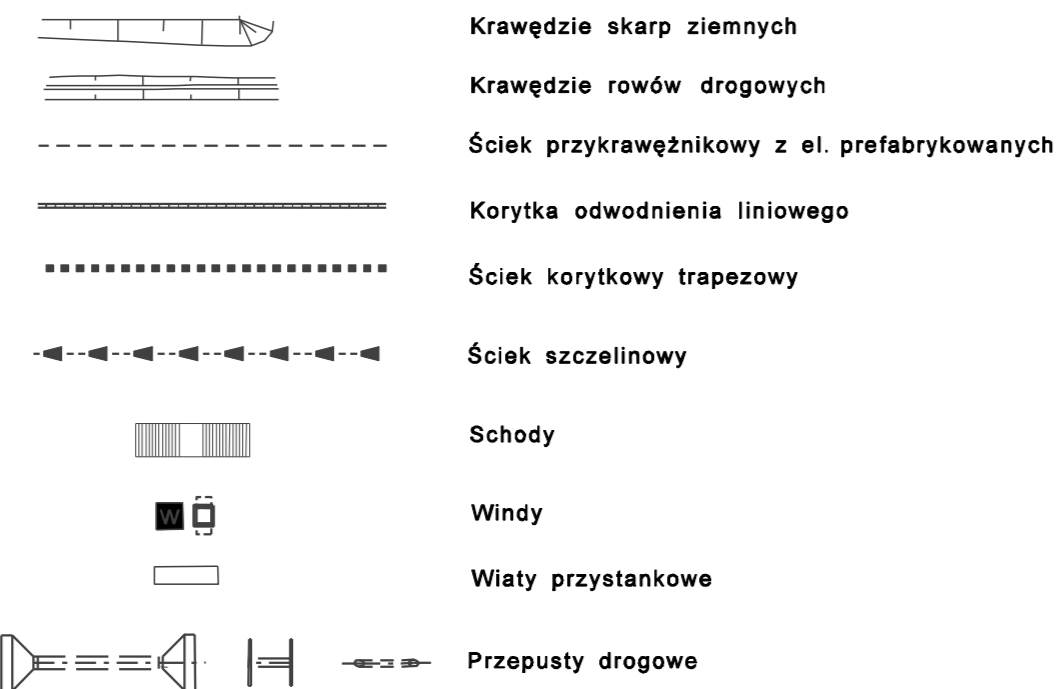 Krawędzie skarp ziemnych
Krawędzie rowów drogowych
Ściek przykrawężnikowy z el. prefabrykowanych
Korytka odwodnienia liniowego
Ściek korytkowy trapezowy
Ściek szczelinowy
Schody
W Windy
Wiaty przystankowe
Przepusty drogowe